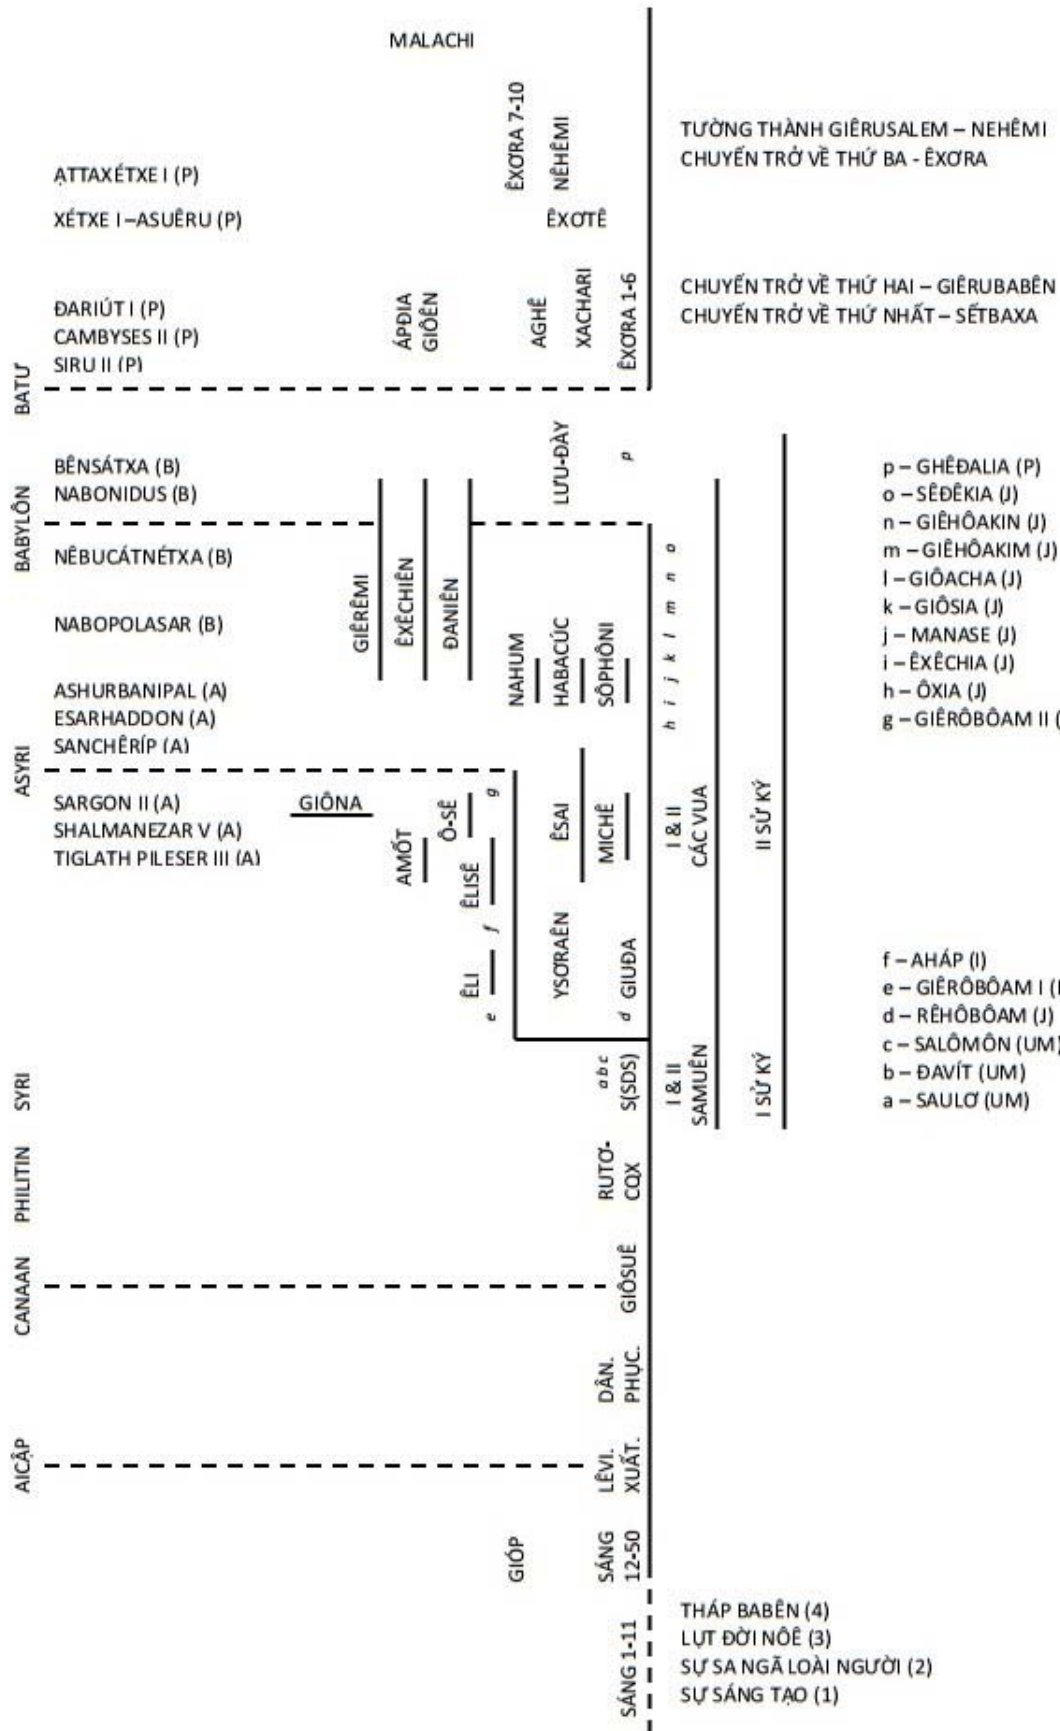 MALACHI
ÊXƠRA 7-10
NÊHÊMI
TƯỜNG THÀNH GIÊRUSALEM – NEHÊMI
CHUYẾN TRỞ VỀ THỨ BA - ÊXƠRA
ẠTTAXÉTXE I (P)
XÉTXE I–ASUÊRU (P)
ÊXƠTÊ
ĐARIÚT I (P)
CAMBYSES II (P)
SIRU II (P)
ÁPĐIA
GIÔÊN
AGHÊ
XACHARI
ÊXƠRA 1-6
CHUYẾN TRỞ VỀ THỨ HAI – GIÊRUBABÊN
CHUYẾN TRỞ VỀ THỨ NHẤT – SẾTBAXA
BATƯ
BÊNSÁTXA (B)
NABONIDUS (B)
LƯU-ĐÀY
p
BABYLÔN
NÊBUCÁTNÉTXA (B)
NABOPOLASAR (B)
GIÊRÊMI
ÊXÊCHIÊN
ĐANIÊN
NAHUM
HABACÚC
SÔPHÔNI
h i j k l m n o
p – GHÊĐALIA (P)
o – SÊĐÊKIA (J)
n – GIÊHÔAKIN (J)
m – GIÊHÔAKIM (J)
l – GIÔACHA (J)
k – GIÔSIA (J)
j – MANASE (J)
i – ÊXÊCHIA (J)
h – ÔXIA (J)
g – GIÊRÔBÔAM II (
ASHURBANIPAL (A)
ESARHADDON (A)
SANCHÊRÍP (A)
ASYRI
SARGON II (A)
SHALMANEZAR V (A)
TIGLATH PILESER III (A)
GIÔNA
AMỐT
Ô-SÊ
g
ÊLISÊ
f
ÊLI
e
ÊSAI
MICHÊ
YSƠRAÊN
GIUĐA
d
I & II
CÁC VUA
II SỬ KÝ
f – AHÁP (I)
e – GIÊRÔBÔAM I (I
d – RÊHÔBÔAM (J)
c – SALÔMÔN (UM)
b – ĐAVÍT (UM)
a – SAULƠ (UM)
SYRI
a b c
S(SDS)
I & II
SAMUÊN
I SỬ KÝ
PHILITIN
RUTƠ-
CQX
CANAAN
GIÔSUÊ
DÂN.
PHỤC.
AICẬP
LÊVI.
XUẤT.
GIÓP
SÁNG
12-50
SÁNG 1-11
THÁP BABÊN (4)
LỤT ĐỜI NÔÊ (3)
SỰ SA NGÃ LOÀI NGƯỜI (2)
SỰ SÁNG TẠO (1)